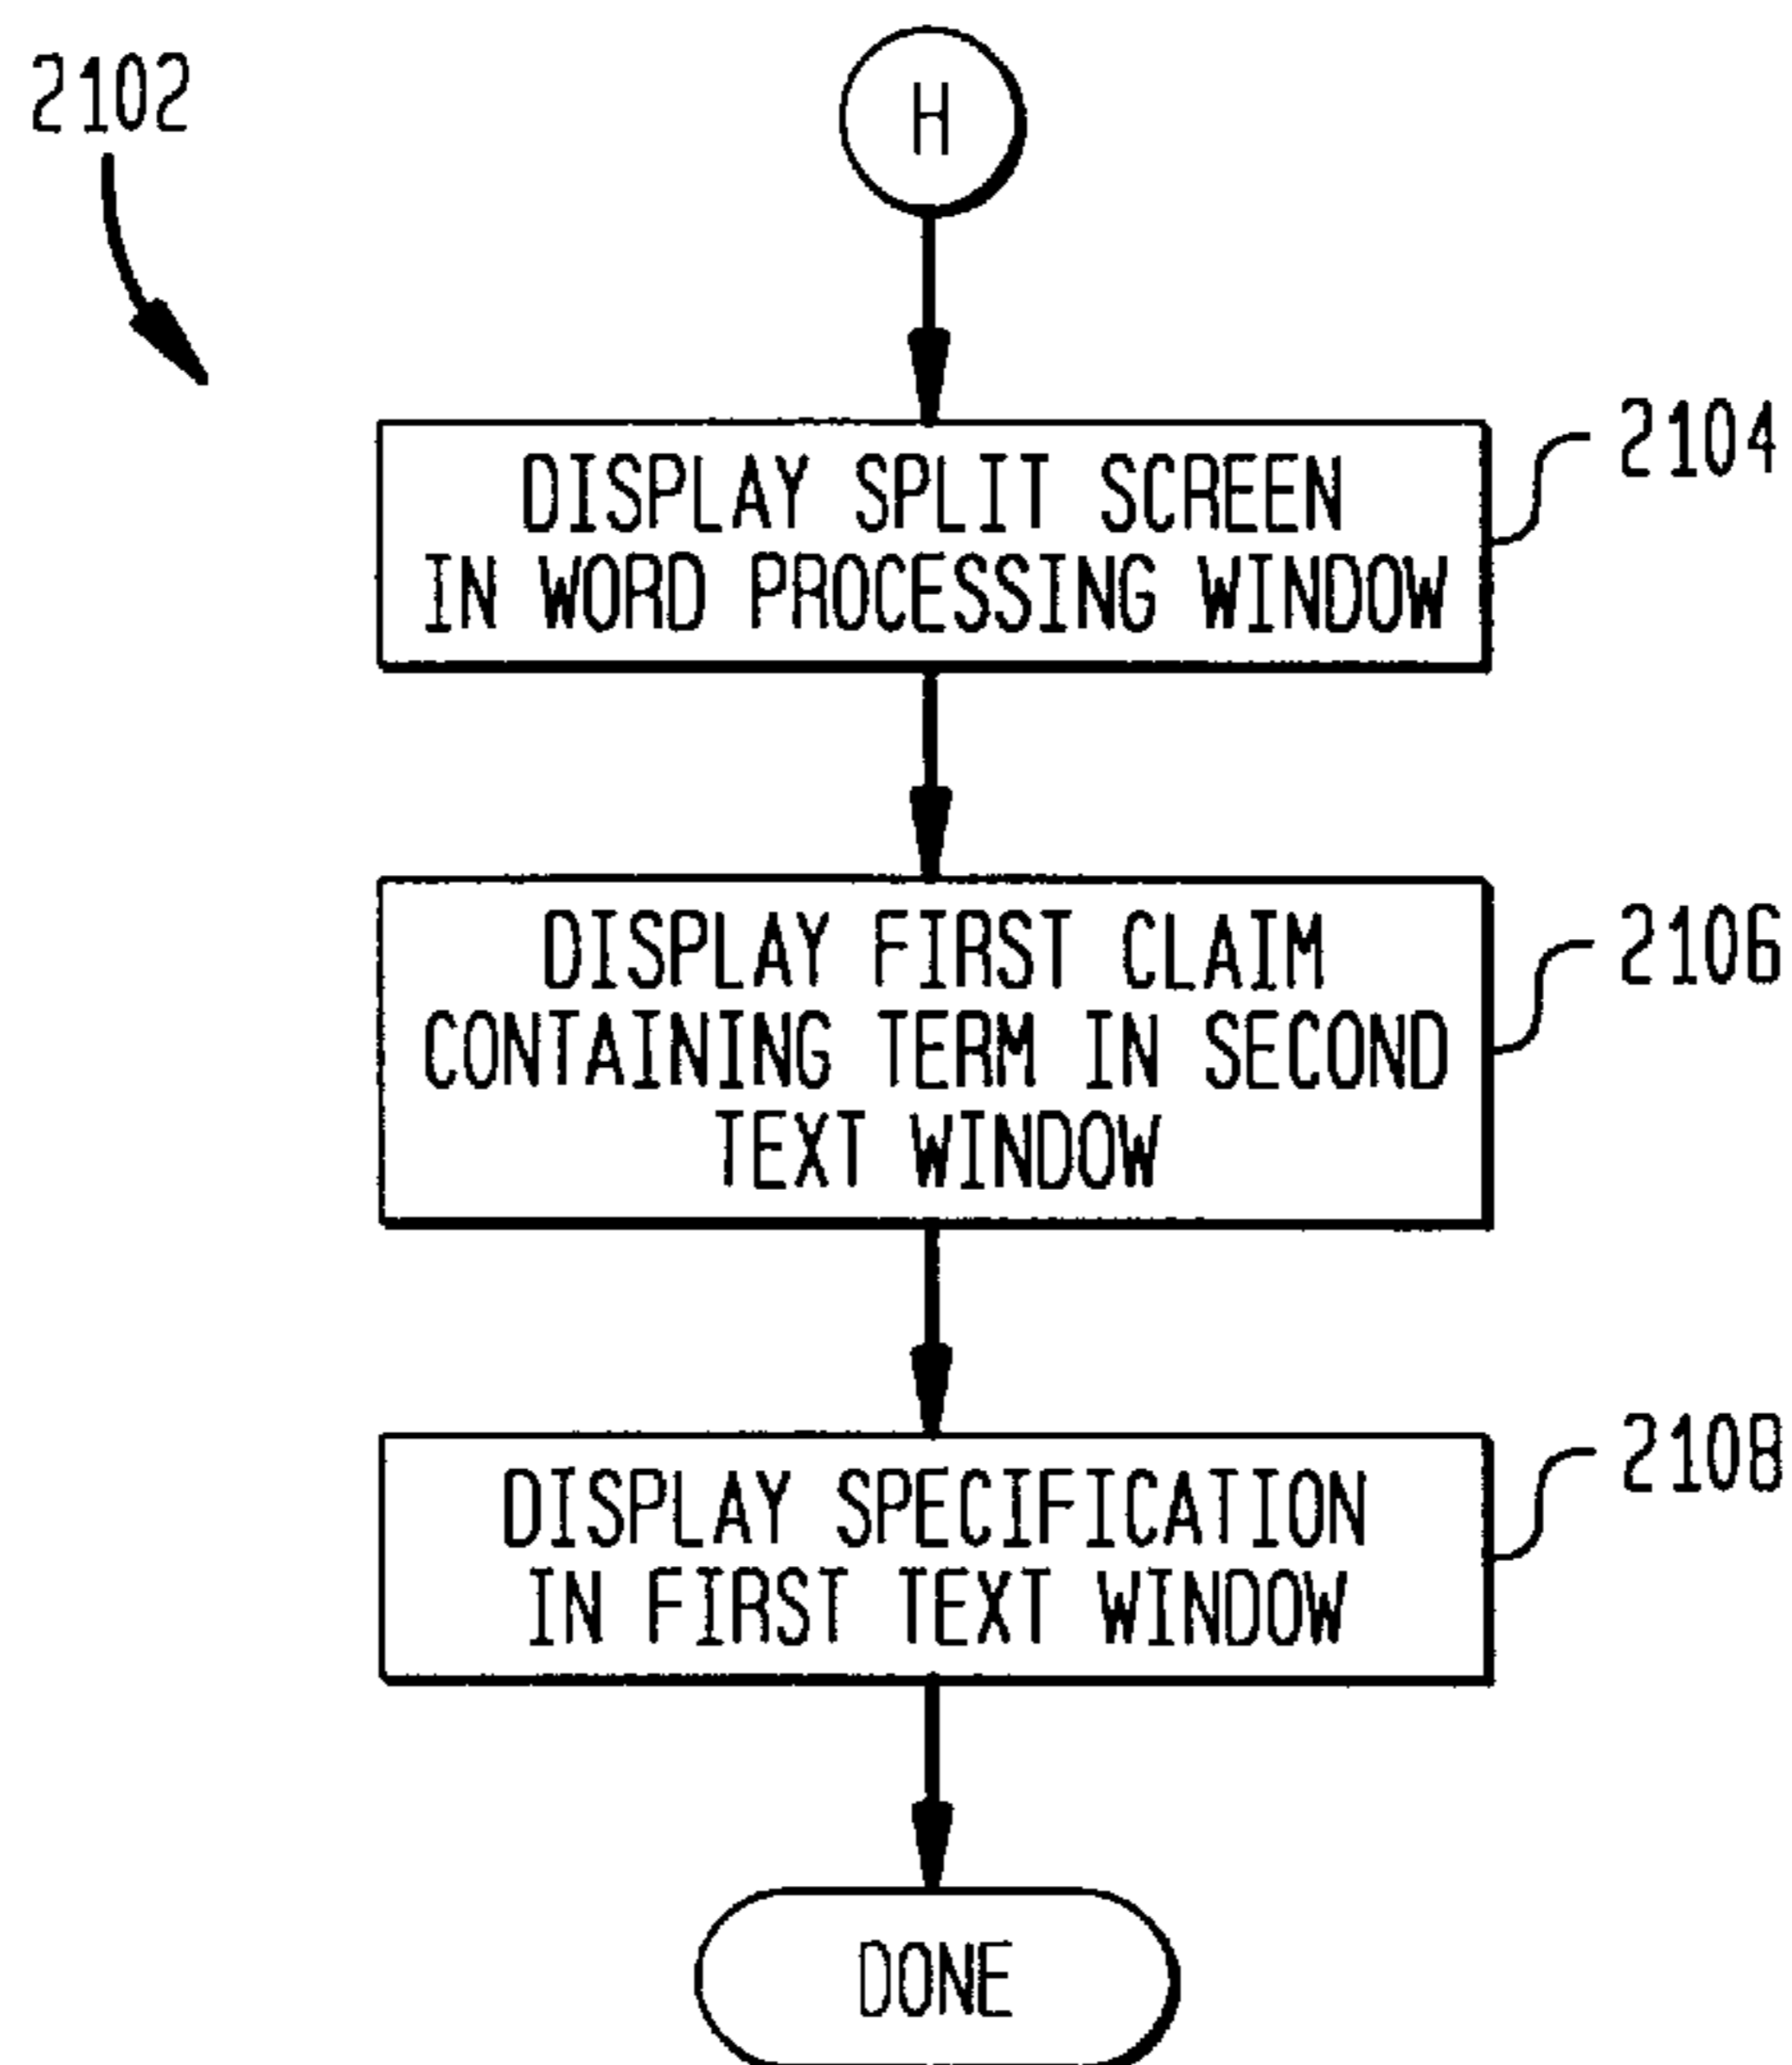 2102
H
2104
DISPLAY SPLIT SCREEN
IN WORD PROCESSING WINDOW
2106
DISPLAY FIRST CLAIM
CONTAINING TERM IN SECOND
TEXT WINDOW
2108
DISPLAY SPECIFICATION
IN FIRST TEXT WINDOW
DONE